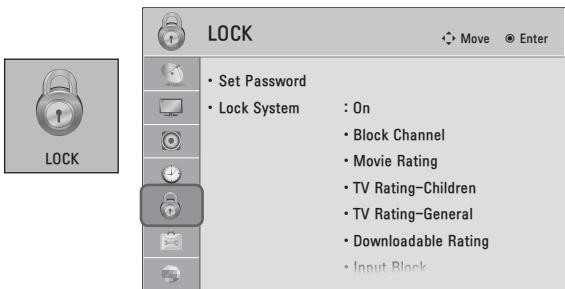 LOCK
LOCK
Move
Enter
• Set Password
• Lock System : On
• Block Channel
• Movie Rating
• TV Rating-Children
• TV Rating-General
• Downloadable Rating
• Input Block